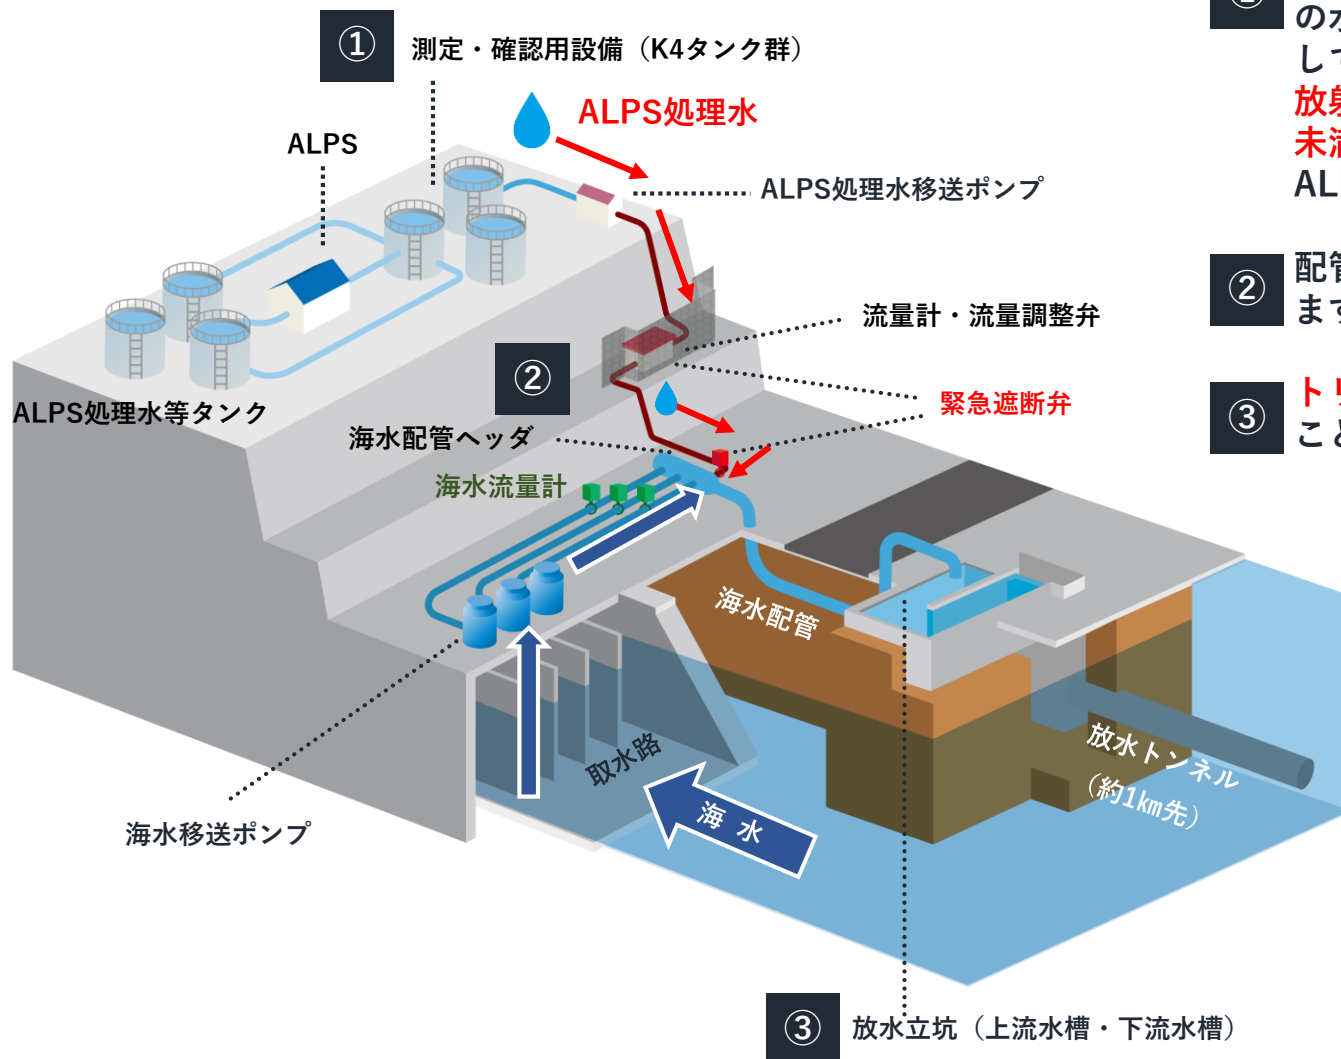 ① 測定・確認用設備（K4タンク群）
ALPS処理水
ALPS
ALPS処理水移送ポンプ
流量計・流量調整弁
②
緊急遮断弁
ALPS処理水等タンク
海水配管ヘッダ
海水流量計
海水配管
取水路
放水トンネル
（約1㎞先）
海水
海水移送ポンプ
③ 放水立坑（上流水槽・下流水槽）
①
の水
して
放射
未満
AL
② 配管
ます
③ トリ
こと